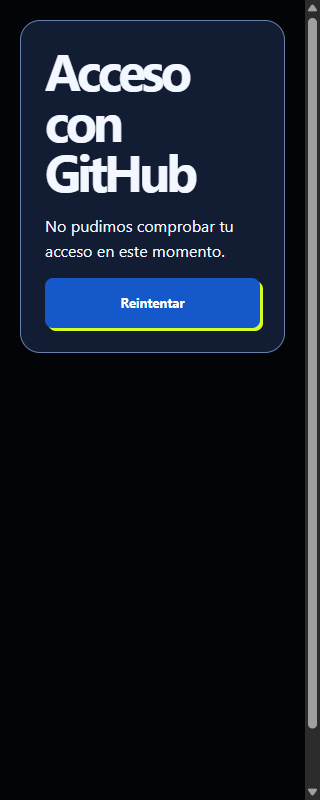 Acceso
con
GitHub
No pudimos comprobar tu
acceso en este momento.
Reintentar